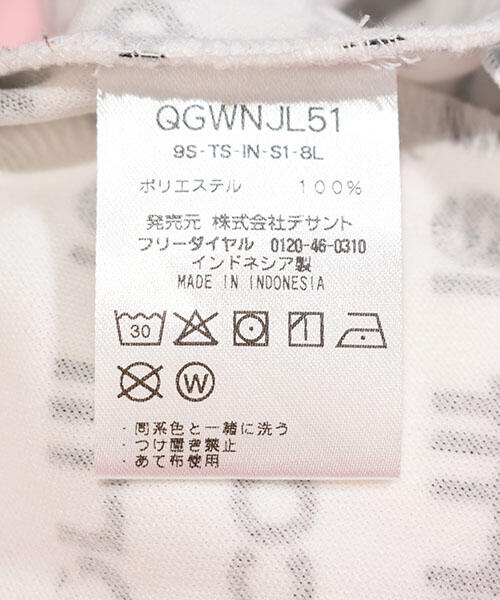 QGWNJL51
9S-TS-IN-S1-8L
ポリエステル 100%
発売元 株式会社デサント
フリーダイヤル 0120-46-0310
インドネシア製
MADE IN INDONESIA
30
W
・同系色と一緒に洗う
・つけ置き禁止
・あて布使用